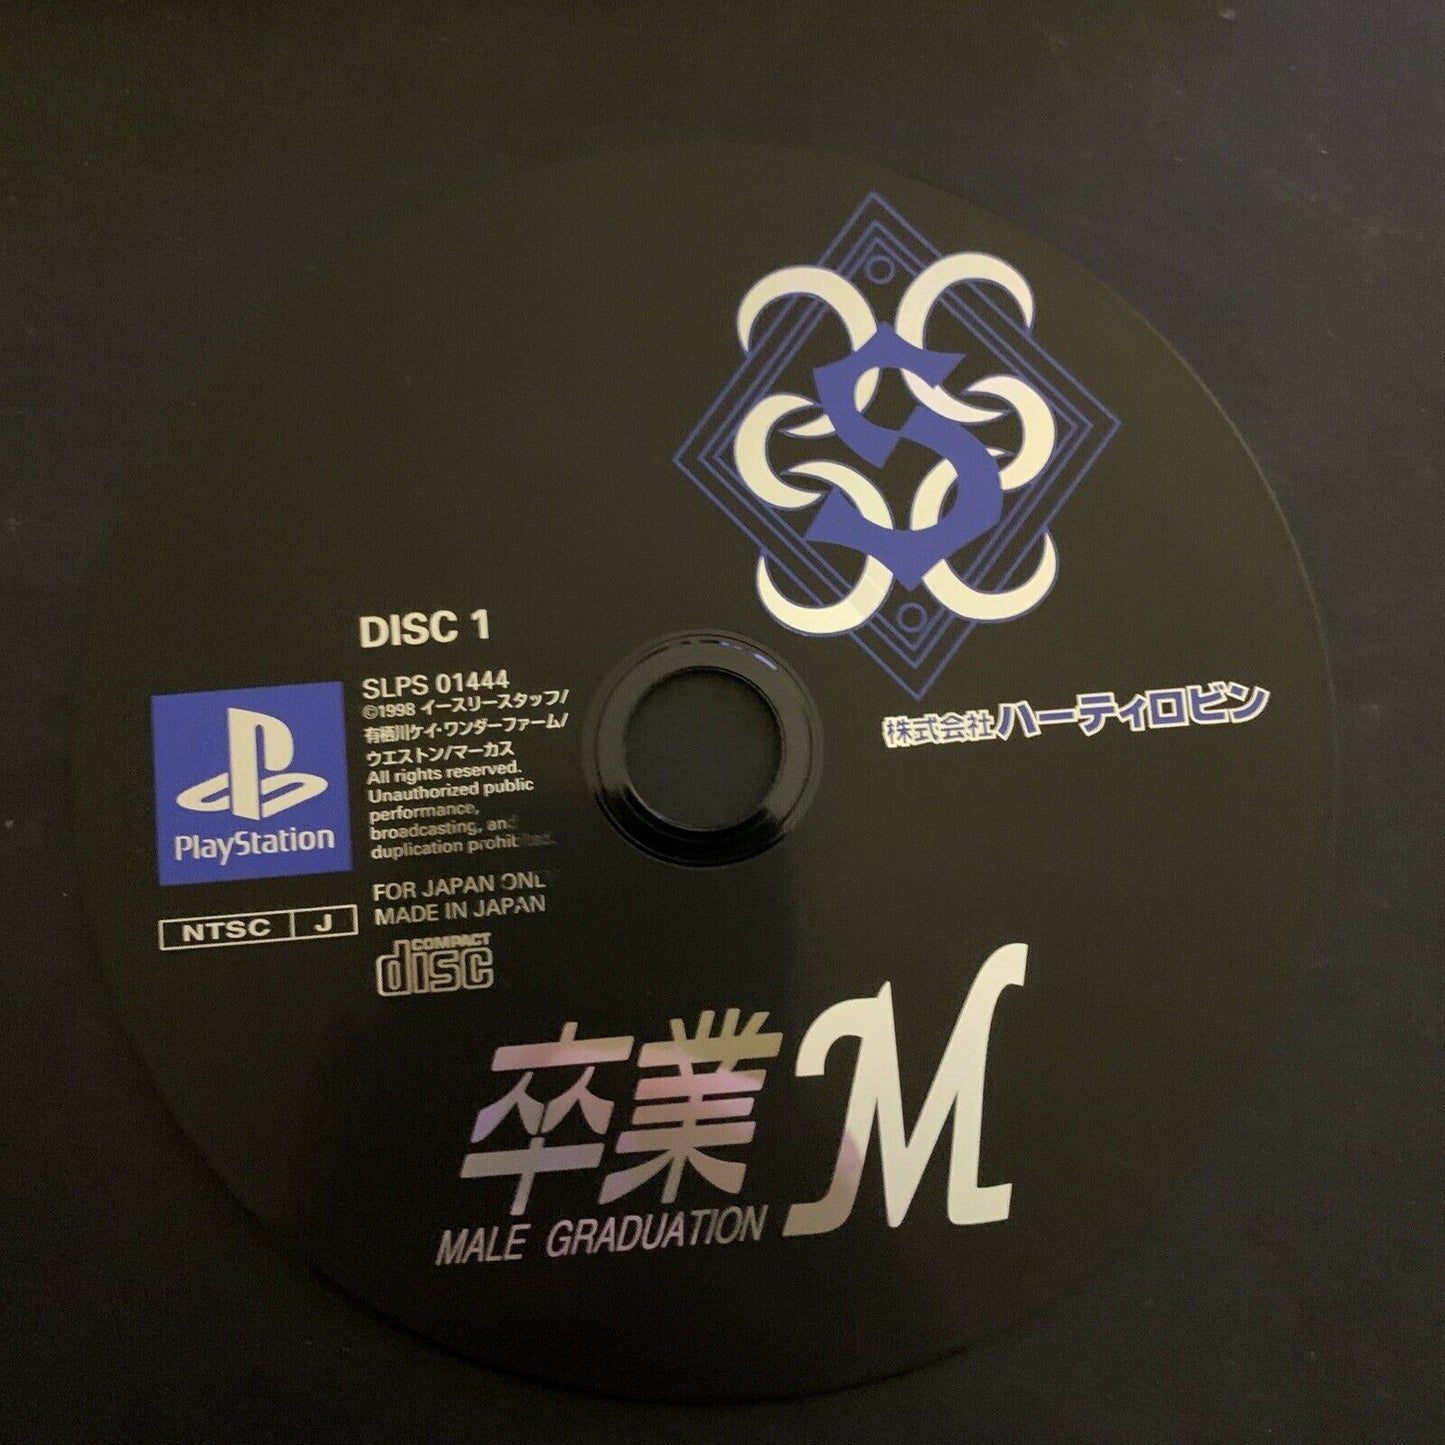 S
株式会社ハーティロビン
DISC 1
SLPS 01444
©1998 イースリースタッフ/
有栖川ケイ・ワンダーファーム/
ウエストン/マーカス
All rights reserved.
Unauthorized public
performance,
broadcasting, and
duplication prohibited.
FOR JAPAN ONLY
MADE IN JAPAN
PlayStation
NTSC J
COMPACT
disc
卒業M
MALE GRADUATION